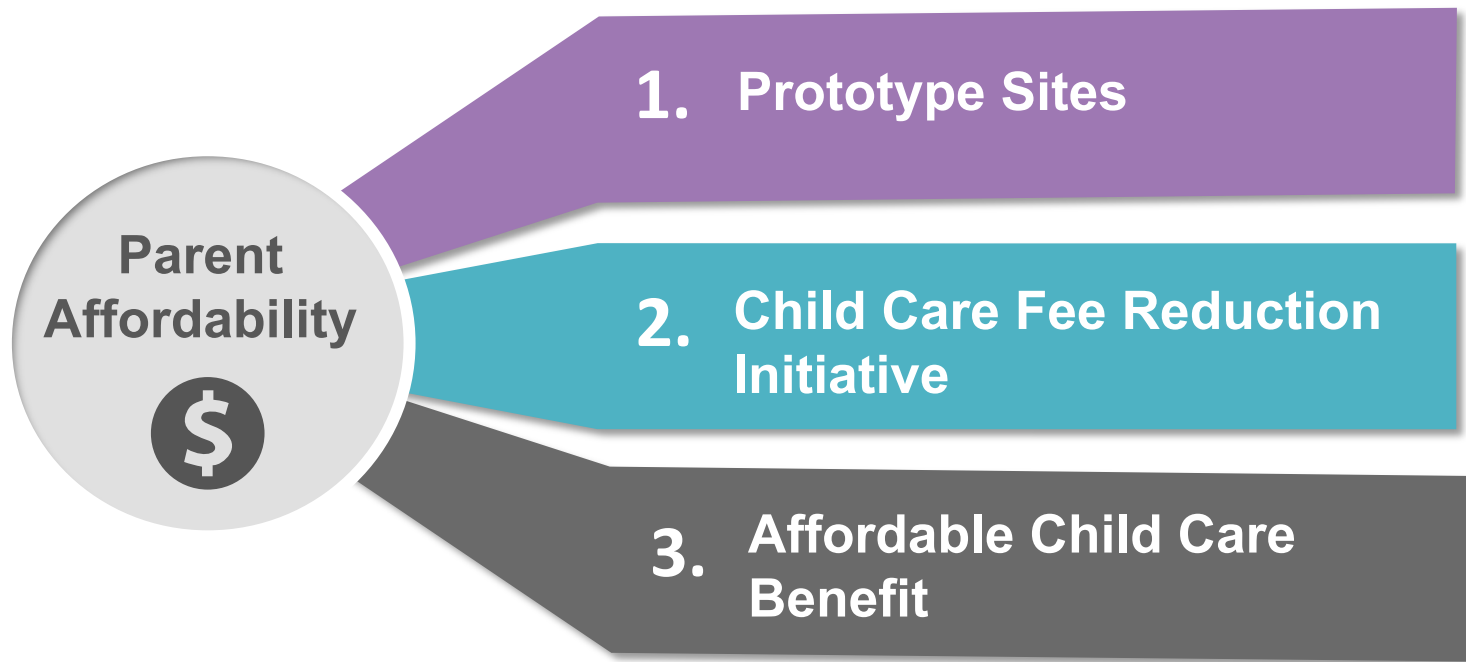 Parent
Affordability
$
1. Prototype Sites
2. Child Care Fee Reduction
Initiative
3. Affordable Child Care
Benefit